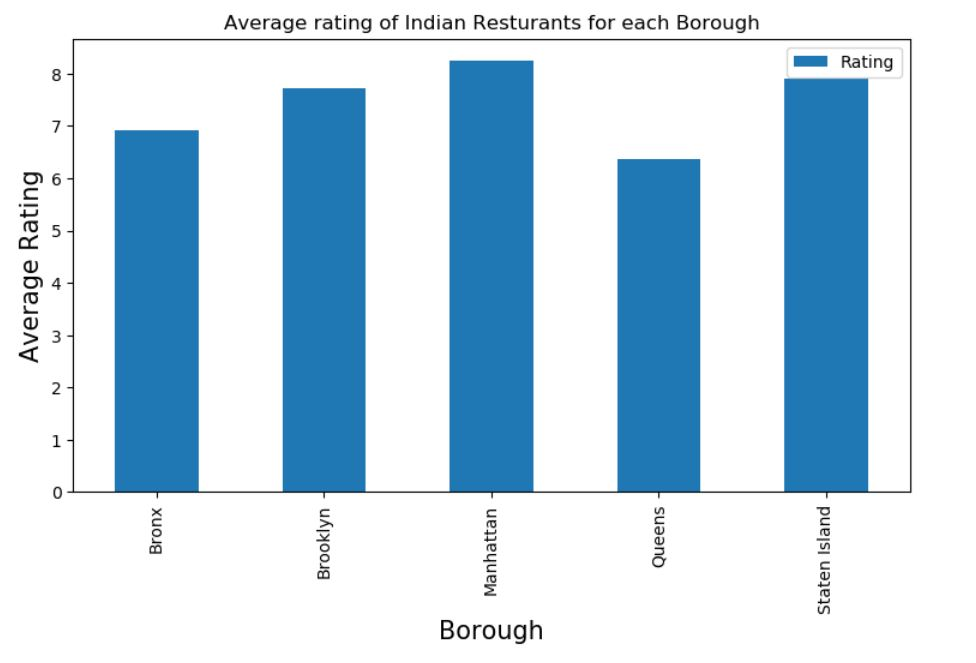 Average rating of Indian Resturants for each Borough
Rating
8
7
6
5
4
3
2
1
0
Average Rating
Bronx
Brooklyn
Manhattan
Queens
Staten Island
Borough